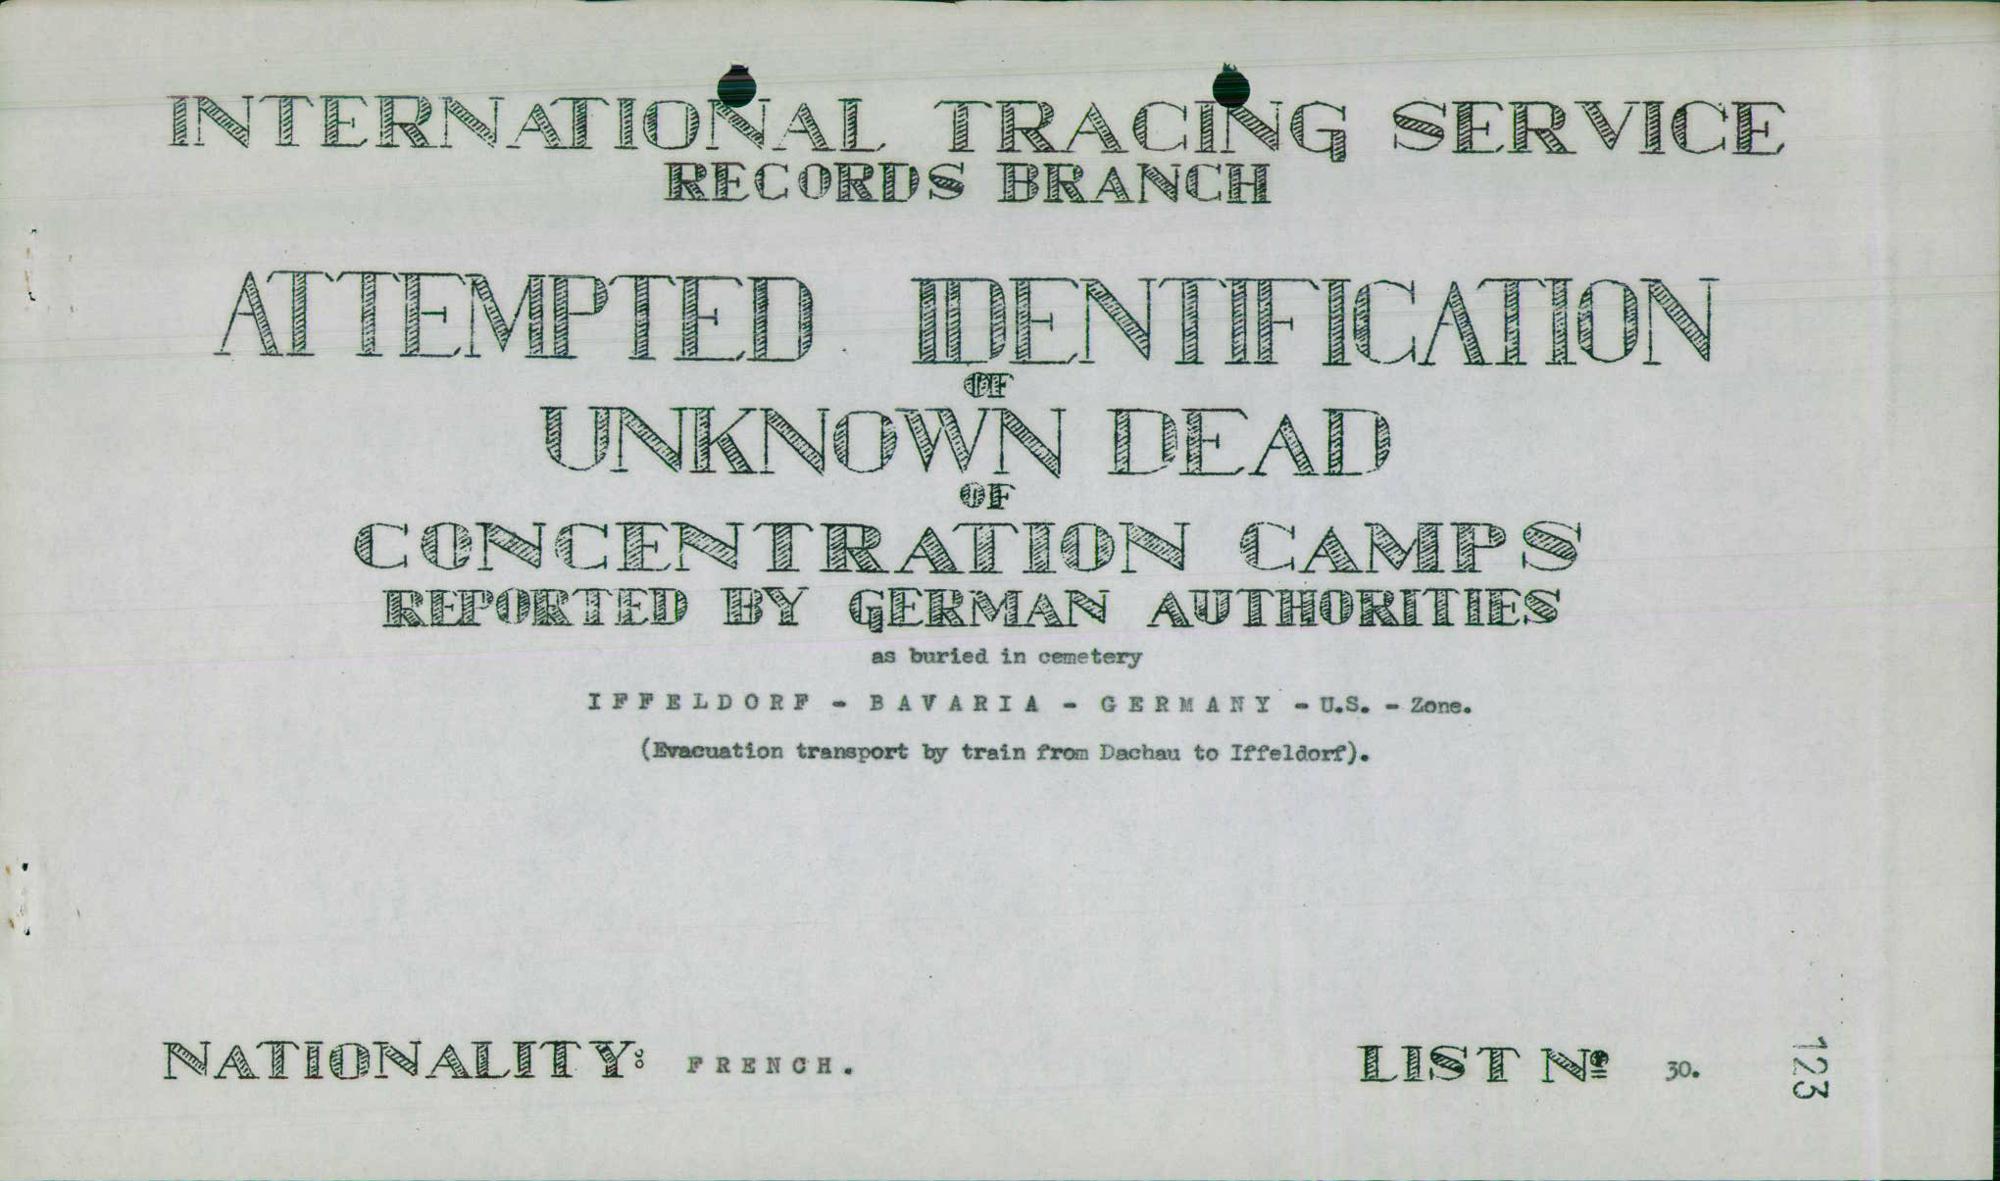 INTERNATIONAL TRACING SERVICE
RECORDS BRANCH
ATTEMPTED IDENTIFICATION
OF
UNKNOWN DEAD
OF
CONCENTRATION CAMPS
REPORTED BY GERMAN AUTHORITIES
as buried in cemetery
IFFELDORF - BAVARIA - GERMANY - U.S. - Zone.
(Evacuation transport by train from Dachau to Iffeldorf).
NATIONALITY: FRENCH.
LIST Nº 30.
123